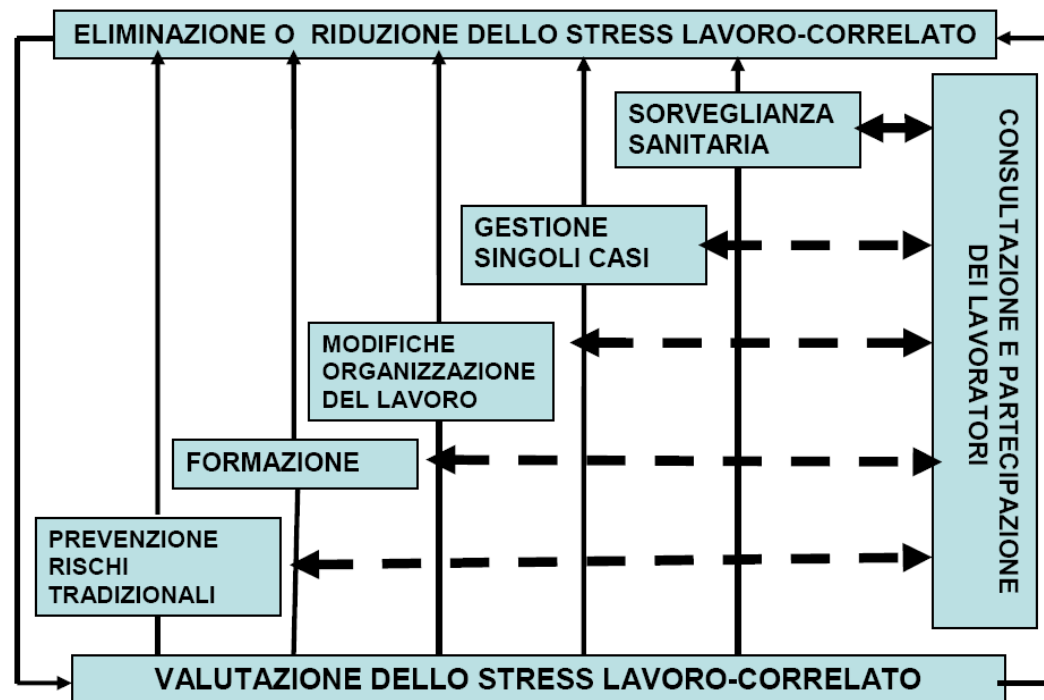 ELIMINAZIONE O RIDUZIONE DELLO STRESS LAVORO-CORRELATO
SORVEGLIANZA
SANITARIA
GESTIONE
SINGOLI CASI
MODIFICHE
ORGANIZZAZIONE
DEL LAVORO
FORMAZIONE
PREVENZIONE
RISCHI
TRADIZIONALI
CONSULTAZIONE E PARTECIPAZIONE
DEI LAVORATORI
VALUTAZIONE DELLO STRESS LAVORO-CORRELATO